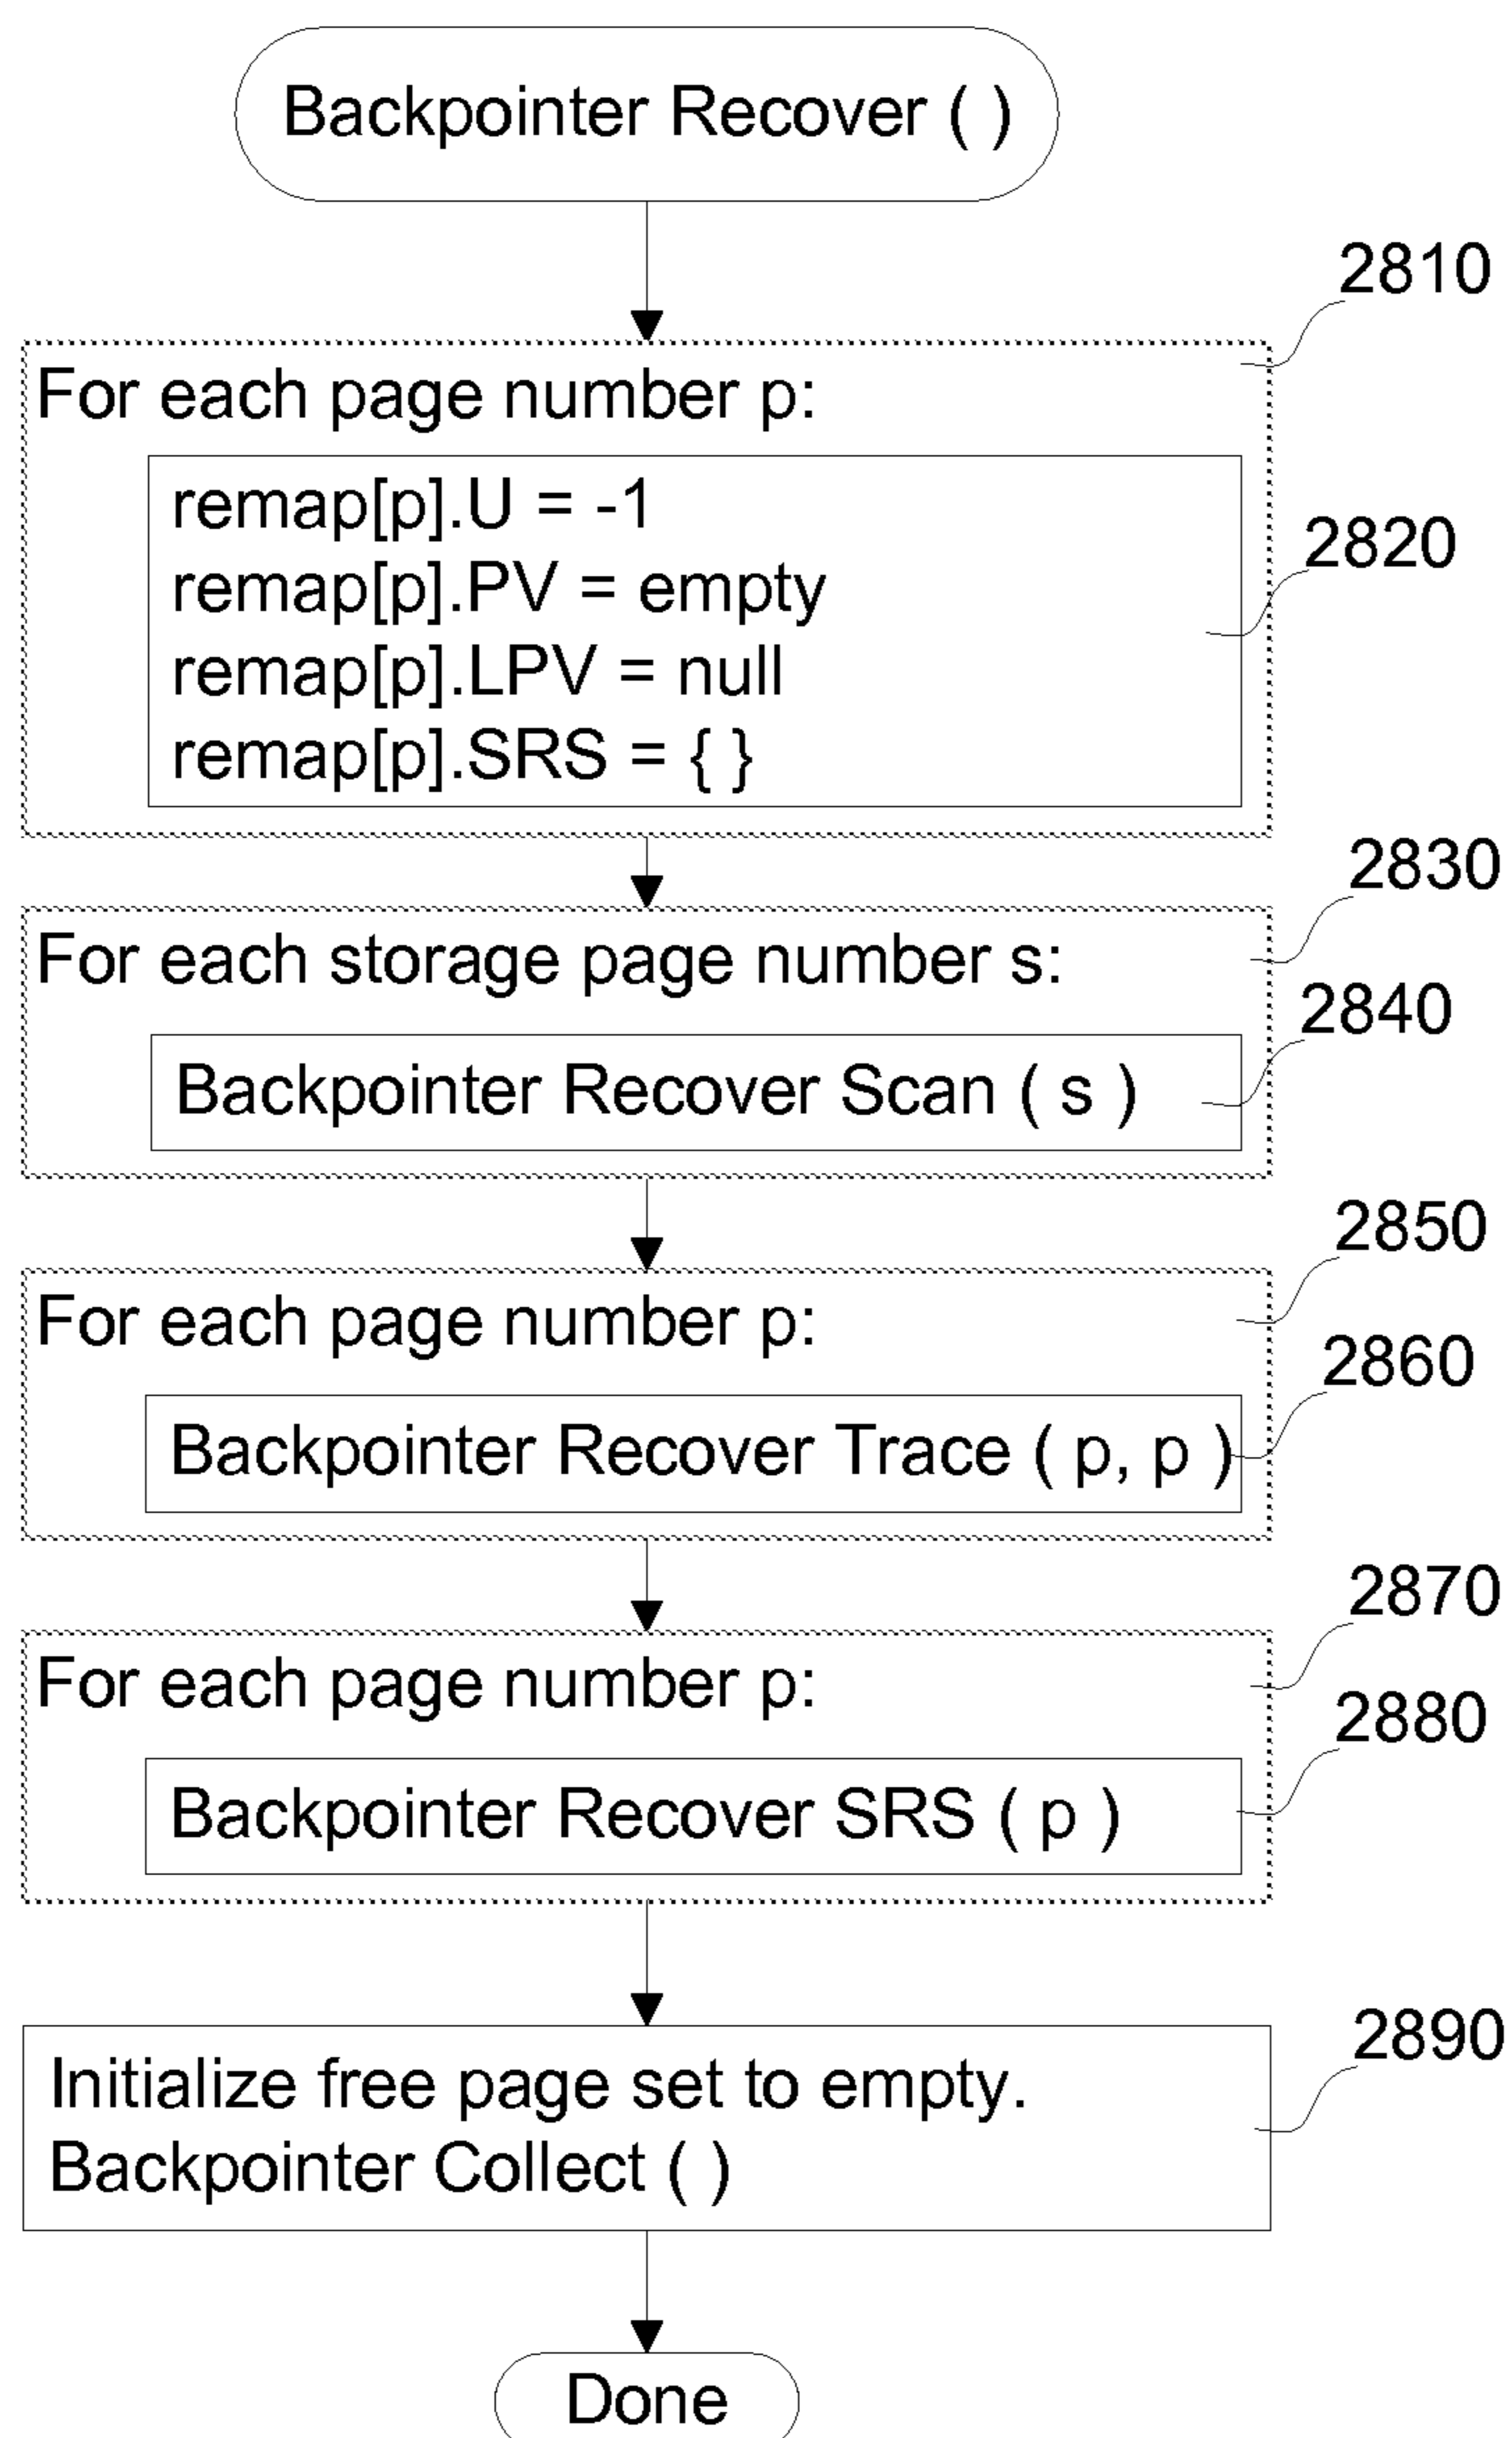 Backpointer Recover ( )
2810
For each page number p:
remap[p].U = -1
2820
remap[p].PV = empty
remap[p].LPV = null
remap[p].SRS = { }
2830
For each storage page number s:
2840
Backpointer Recover Scan ( s )
2850
For each page number p:
2860
Backpointer Recover Trace ( p, p )
2870
For each page number p:
2880
Backpointer Recover SRS ( p )
2890
Initialize free page set to empty.
Backpointer Collect ( )
Done